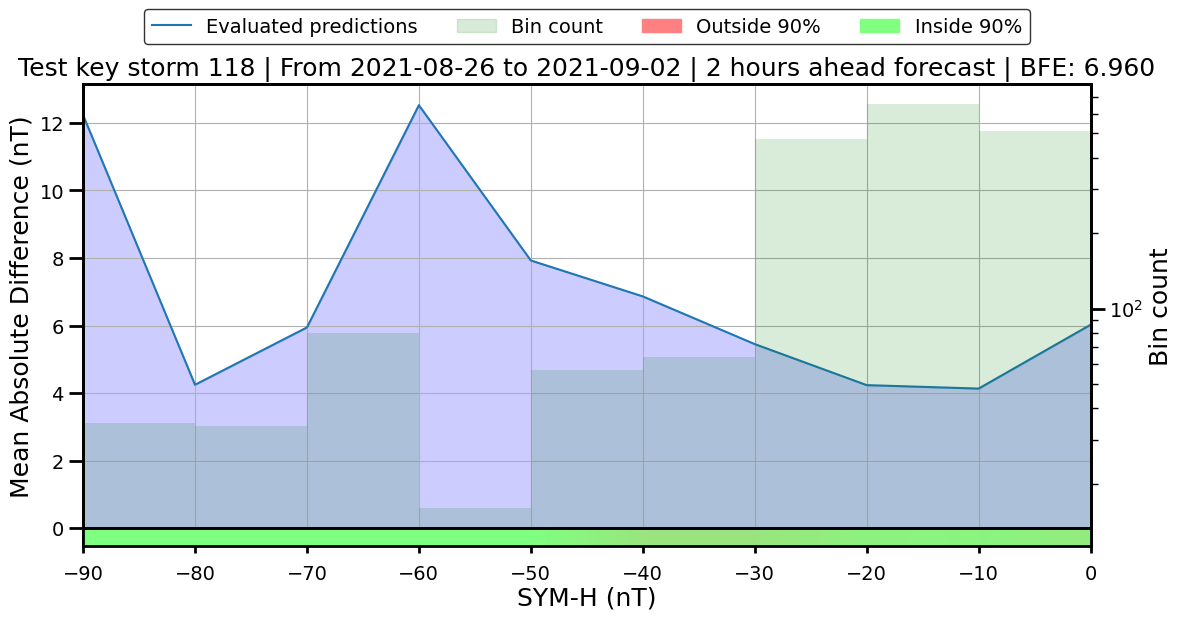 Evaluated predictions Bin count Outside 90% Inside 90%
Test key storm 118 | From 2021-08-26 to 2021-09-02 | 2 hours ahead forecast | BFE: 6.960
Mean Absolute Difference (nT)
12
10
8
6
4
2
0
10²
Bin count
−90 −80 −70 −60 −50 −40 −30 −20 −10 0
SYM-H (nT)